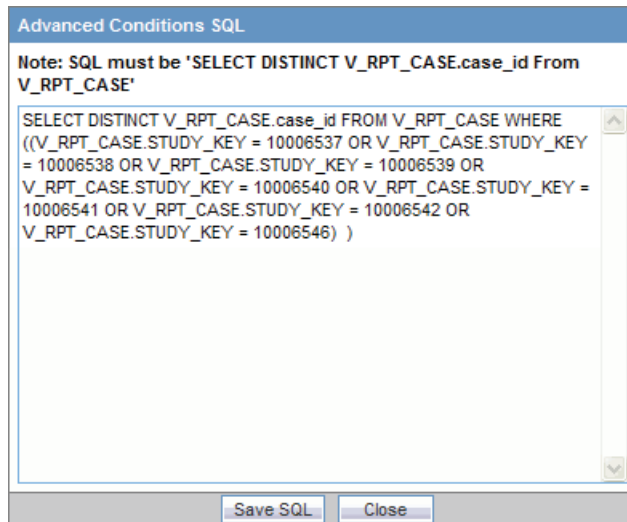 Advanced Conditions SQL
Note: SQL must be 'SELECT DISTINCT V_RPT_CASE.case_id From
V_RPT_CASE'
SELECT DISTINCT V_RPT_CASE.case_id FROM V_RPT_CASE WHERE
((V_RPT_CASE.STUDY_KEY = 10006537 OR V_RPT_CASE.STUDY_KEY
= 10006538 OR V_RPT_CASE.STUDY_KEY = 10006539 OR
V_RPT_CASE.STUDY_KEY = 10006540 OR V_RPT_CASE.STUDY_KEY =
10006541 OR V_RPT_CASE.STUDY_KEY = 10006542 OR
V_RPT_CASE.STUDY_KEY = 10006546)  )
Save SQL Close